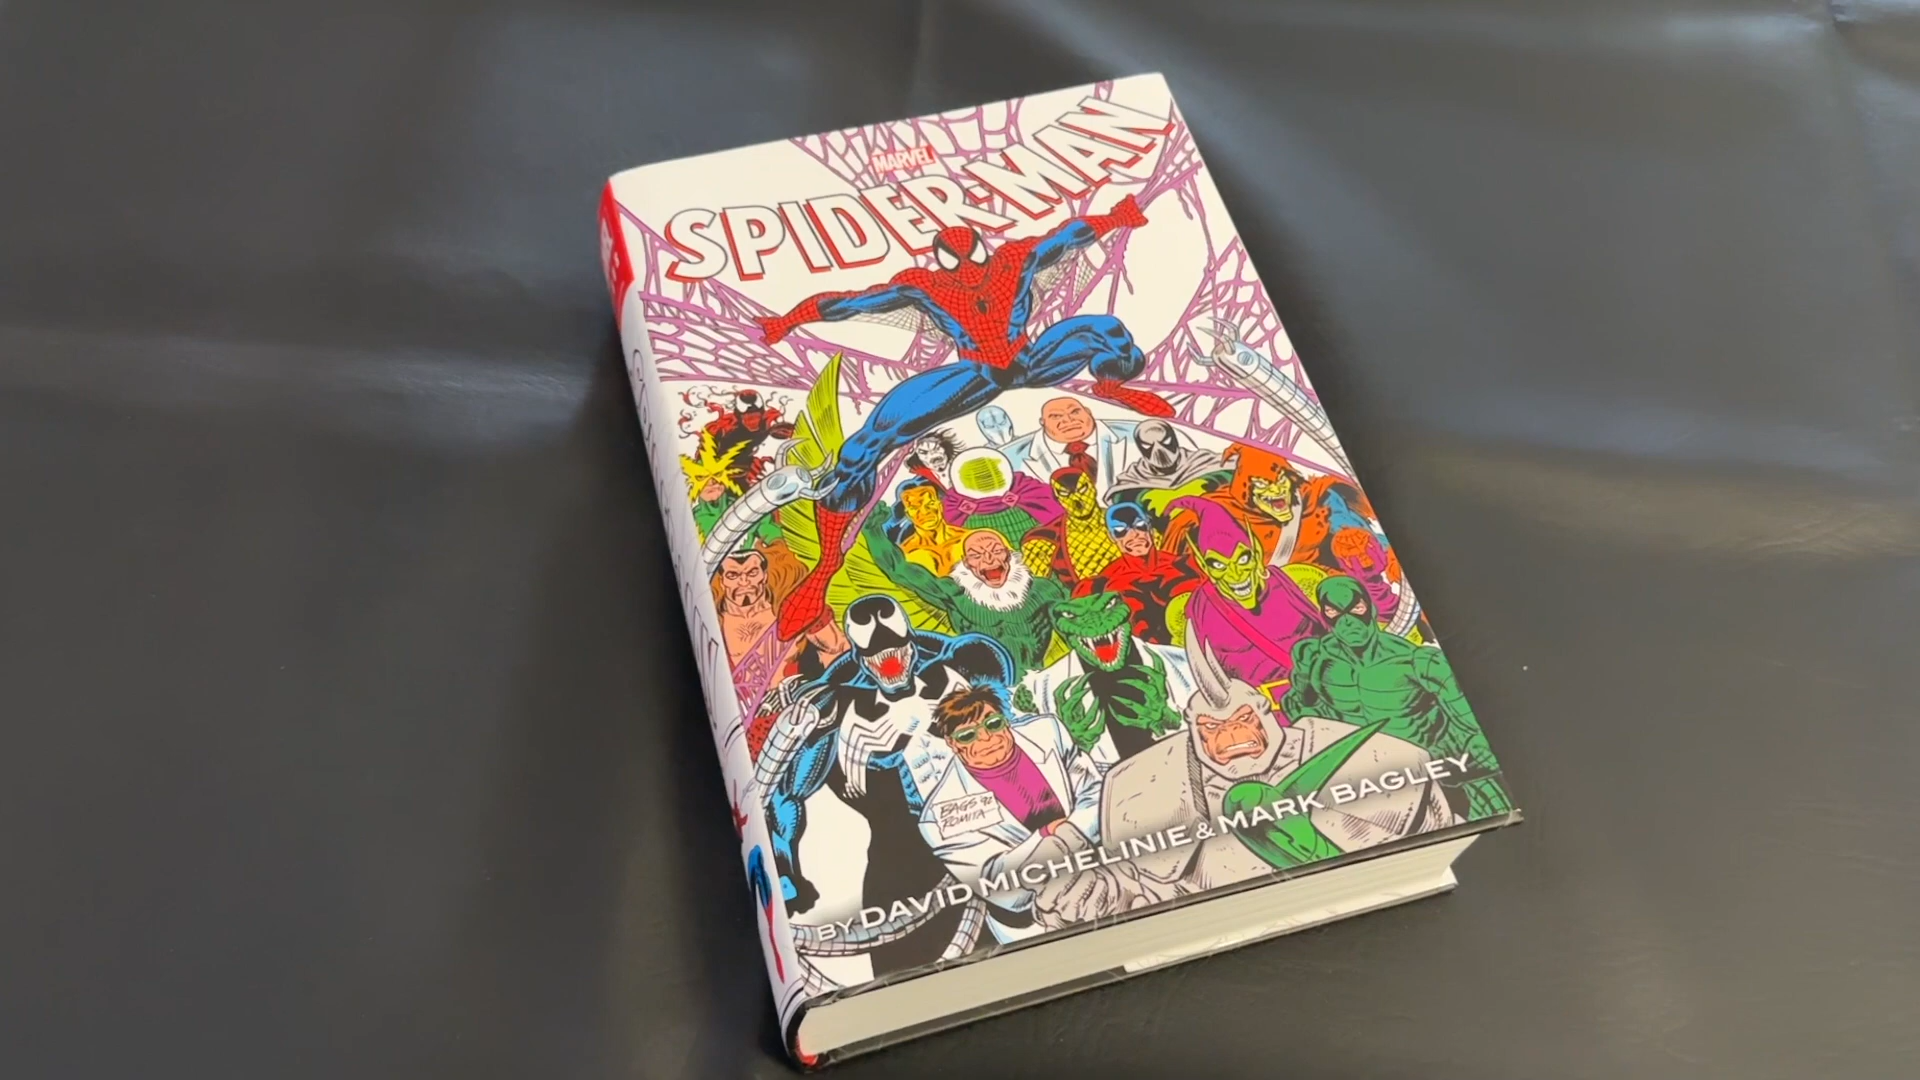 MARVEL
SPIDER-MAN
BAGS '92
ROMITA
BY DAVID MICHELINIE & MARK BAGLEY